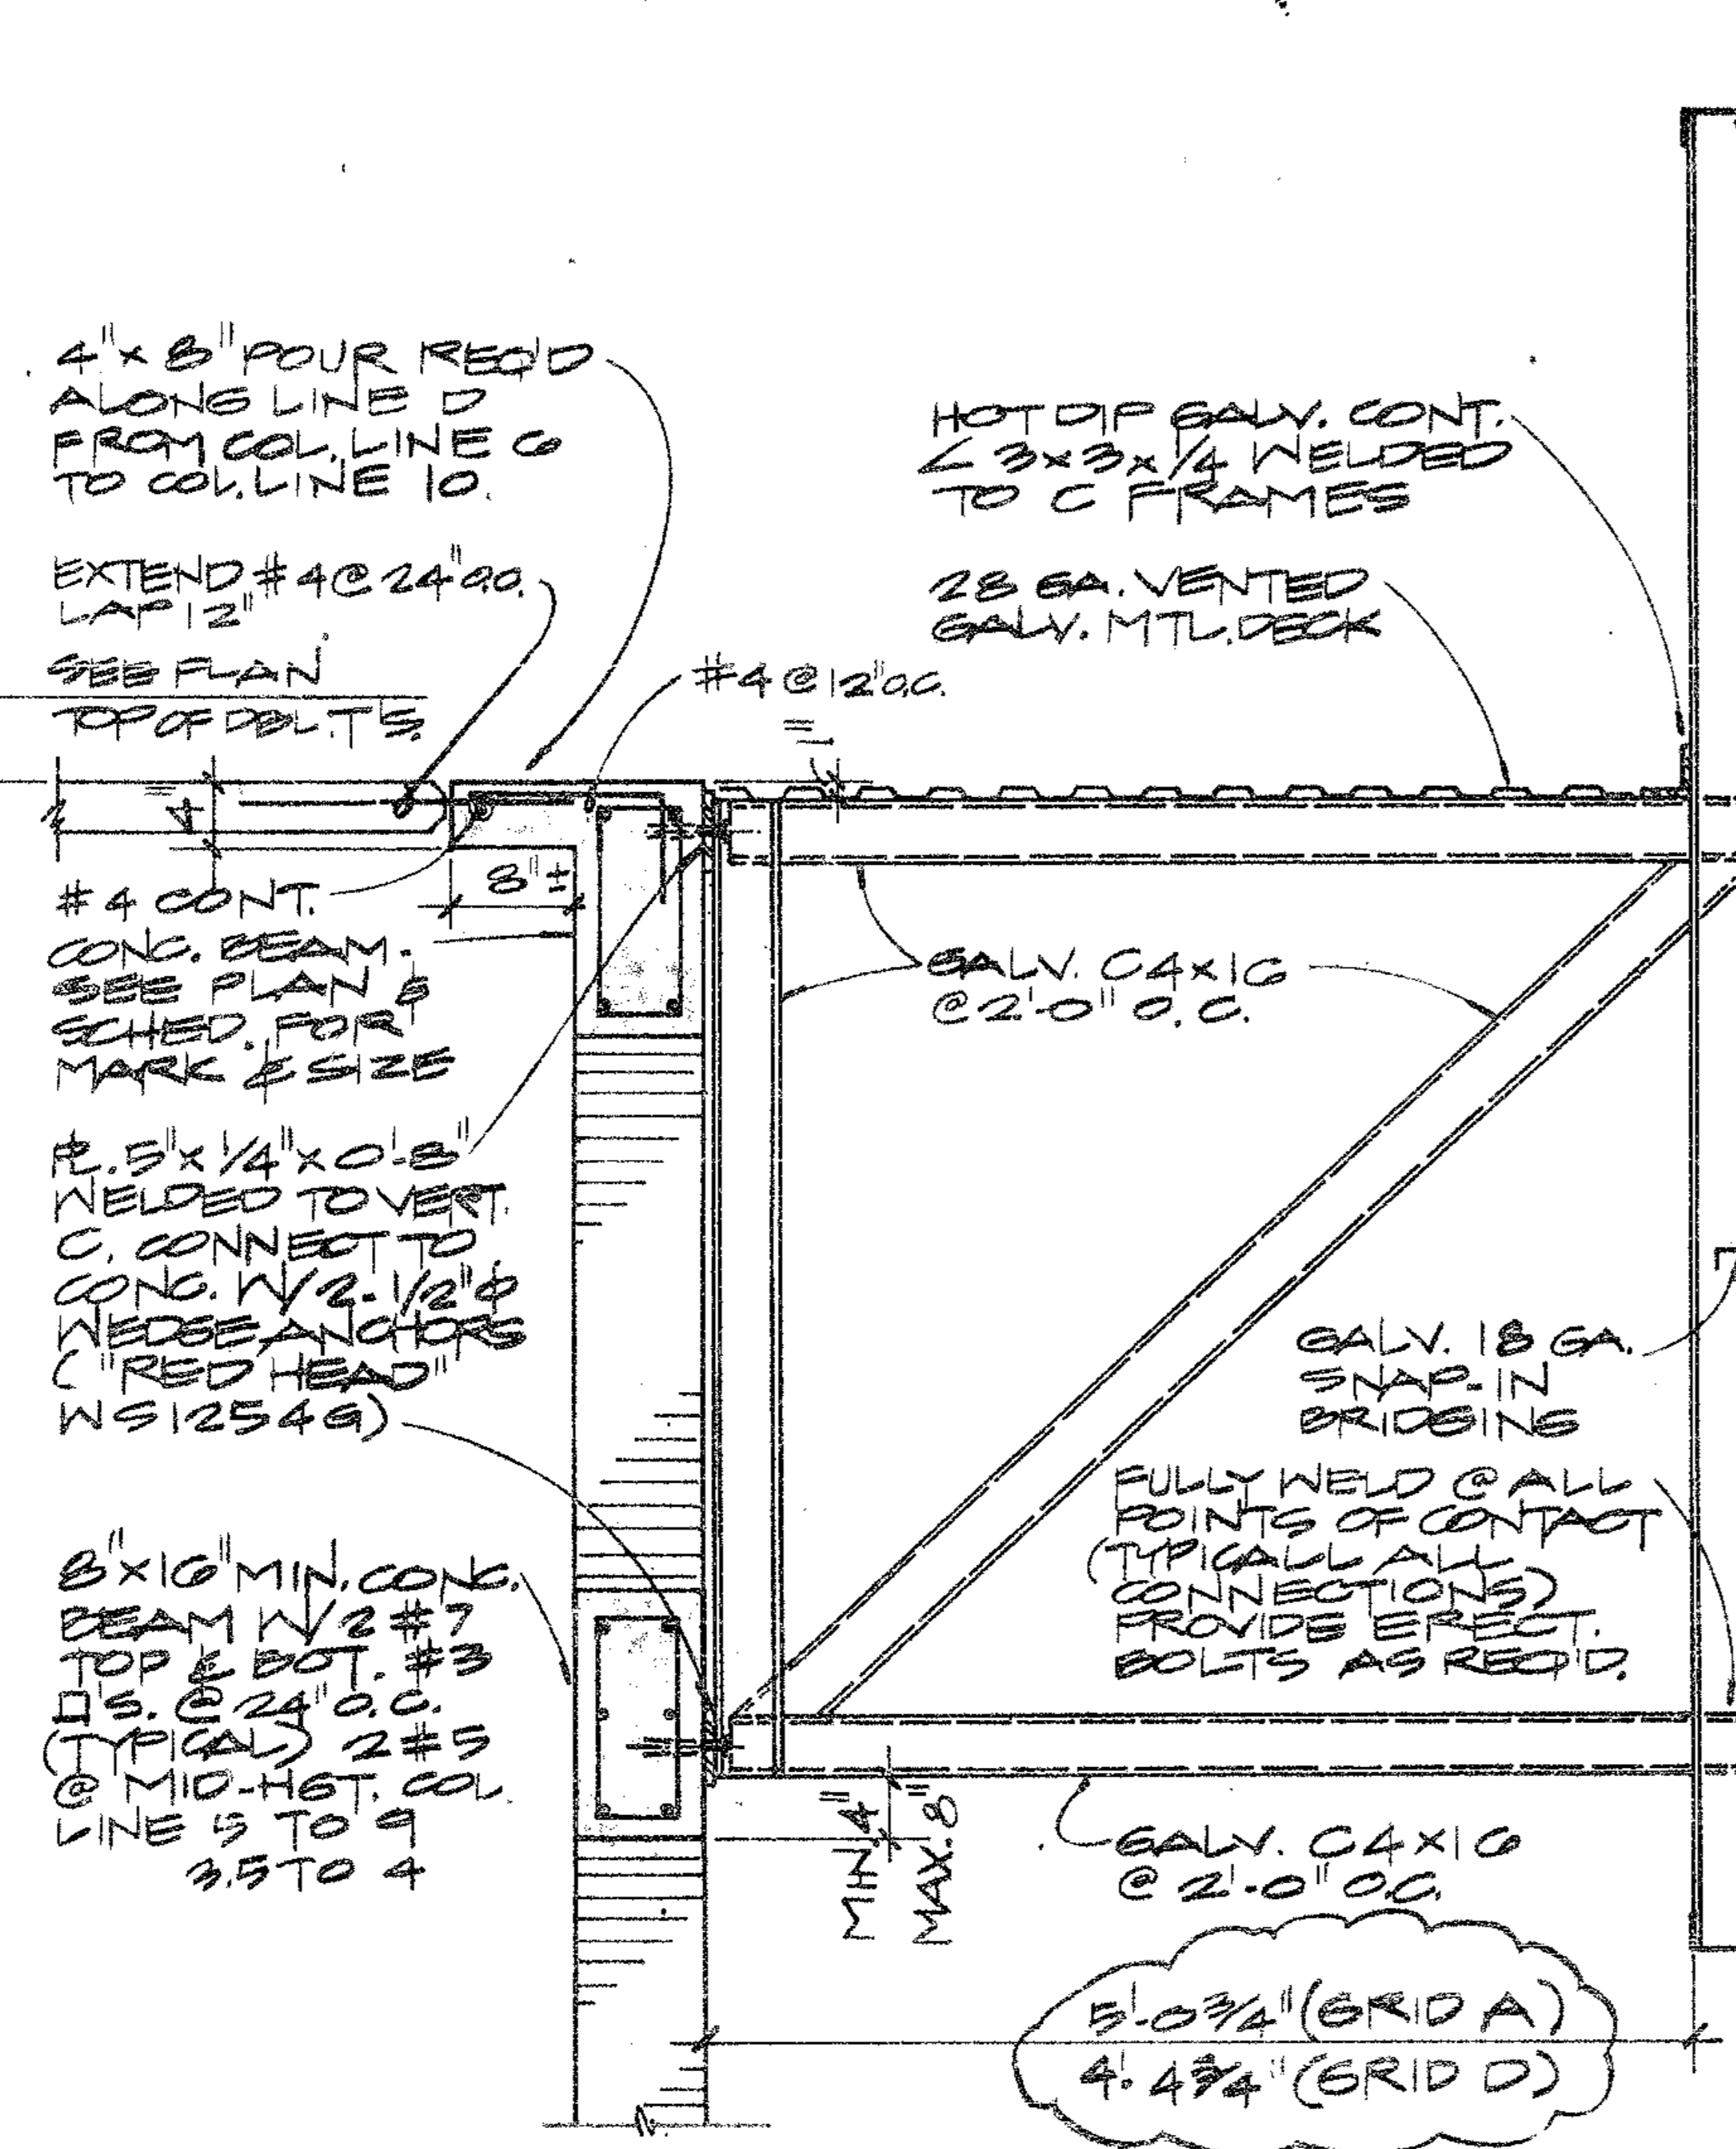 4"x 8" POUR REQ'D
ALONG LINE D
FROM COL. LINE 6
TO COL. LINE 10.
EXTEND #4@24"O.C.
LAP 12"
SEE PLAN
TOP OF DBL. T'S.
#4 @ 12" O.C.
HOT DIP GALV. CONT.
∠ 3x3x1/4 WELDED
TO C FRAMES
28 GA. VENTED
GALV. MTL. DECK
1"
4"
8"±
#4 CONT.
CONC. BEAM.
SEE PLAN &
SCHED. FOR
MARK & SIZE
GALV. C4x16
@2'-0" O.C.
PL. 5"x 1/4"x 0'-8"
WELDED TO VERT.
C. CONNECT TO
CONC. W/2-1/2"φ
WEDGE ANCHORS
("RED HEAD"
WS1254G)
GALV. 18 GA.
SNAP-IN
BRIDGING
FULLY WELD @ ALL
POINTS OF CONTACT
(TYPICALL ALL
CONNECTIONS)
PROVIDE ERECT.
BOLTS AS REQ'D.
8"x16" MIN. CONC.
BEAM W/2 #7
TOP & BOT. #3
□'S. @ 24" O.C.
(TYPICAL) 2 #5
@ MID-HGT. COL
LINE 5 TO 9
3.5 TO 4
MIN. 4"
MAX. 8"
GALV. C4x16
@ 2'-0" O.C.
5'-0 3/4" (GRID A)
4'-4 3/4" (GRID D)